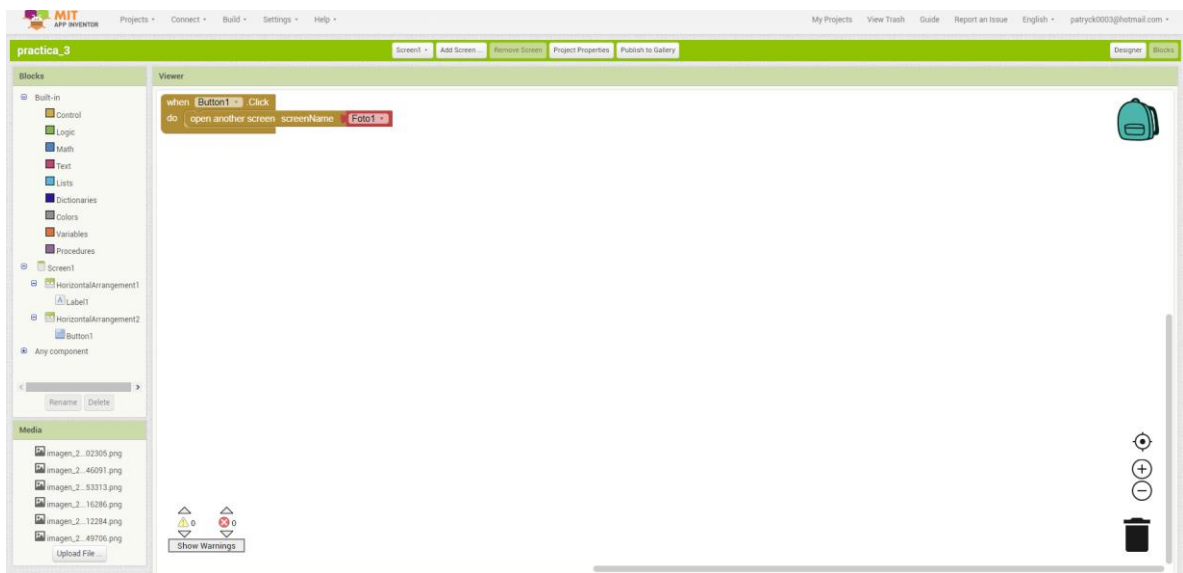 MIT
APP INVENTOR
Projects
Connect
Build
Settings
Help
My Projects
View Trash
Guide
Report an Issue
English
patryck0003@hotmail.com
practica_3
Screen1
Add Screen ...
Remove Screen
Project Properties
Publish to Gallery
Designer
Blocks
Blocks
Built-in
Control
Logic
Math
Text
Lists
Dictionaries
Colors
Variables
Procedures
Screen1
HorizontalArrangement1
Label1
HorizontalArrangement2
Button1
Any component
Rename
Delete
Media
imagen_2...02305.png
imagen_2...46091.png
imagen_2...53313.png
imagen_2...16286.png
imagen_2...12284.png
imagen_2...49706.png
Upload File ...
Viewer
when Button1 .Click
do open another screen screenName Foto1
0
0
Show Warnings